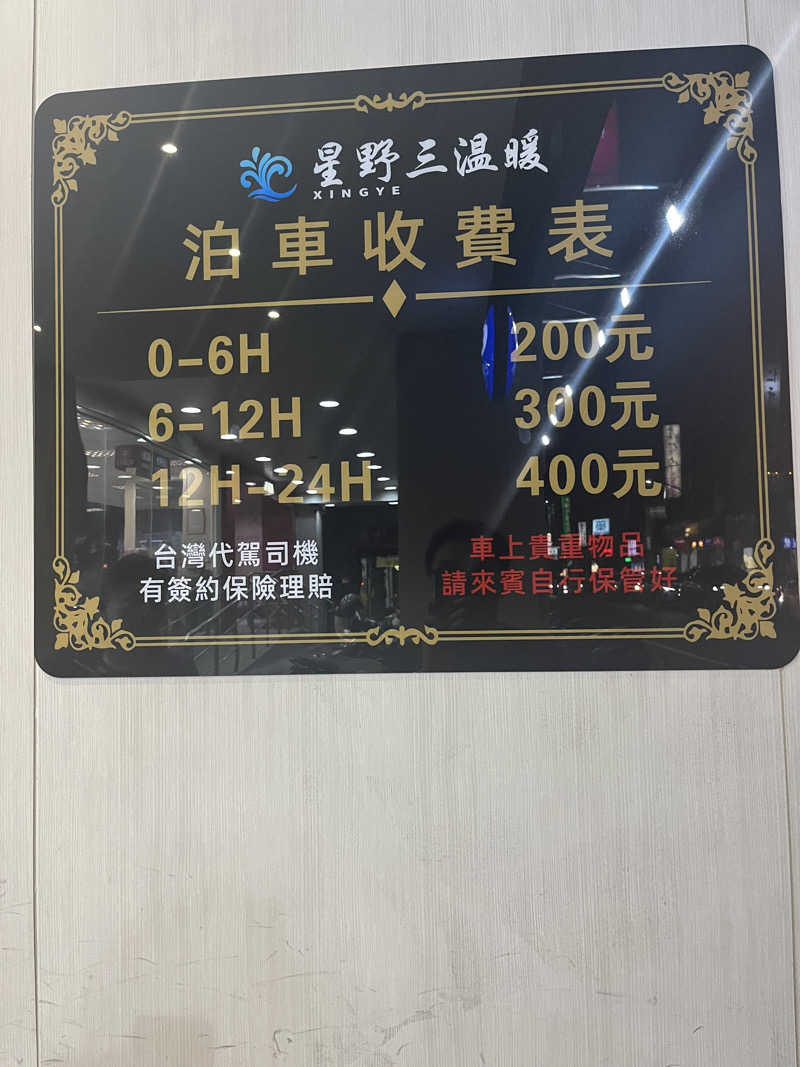 星野三温暖
XINGYE
泊車收費表
0-6H 200元
6-12H 300元
12H-24H 400元
台灣代駕司機
有簽約保險理賠
車上貴重物品
請來賓自行保管好